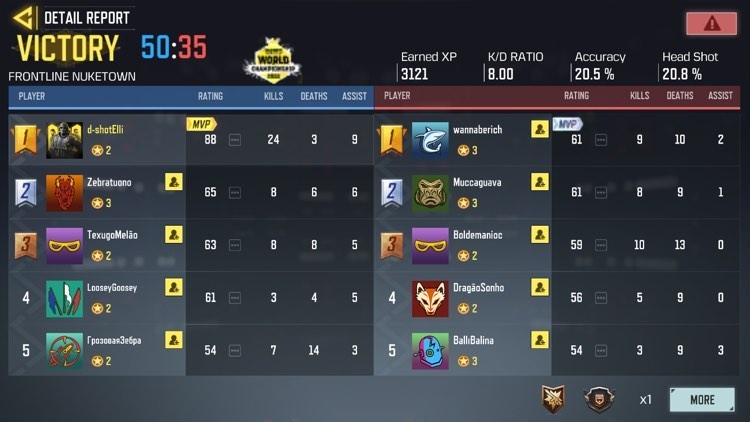 DETAIL REPORT
VICTORY 50:35
FRONTLINE NUKETOWN
WORLD CHAMPIONSHIP
Earned XP K/D RATIO Accuracy Head Shot
3121 8.00 20.5 % 20.8 %
PLAYER RATING KILLS DEATHS ASSIST
1 d-shotElli 2 MVP 88 24 3 9
2 Zebratuono 3 65 8 6 6
3 TexugoMelão 2 63 8 8 5
4 LooseyGoosey 2 61 3 4 5
5 ГрозоваяЗебра 2 54 7 14 3
PLAYER RATING KILLS DEATHS ASSIST
1 wannaberich 3 MVP 61 9 10 2
2 Muccaguava 3 61 8 9 1
3 Boldemanioc 2 59 10 13 0
4 DragãoSonho 2 56 5 9 0
5 BalliBalina 3 54 3 9 3
x1 MORE